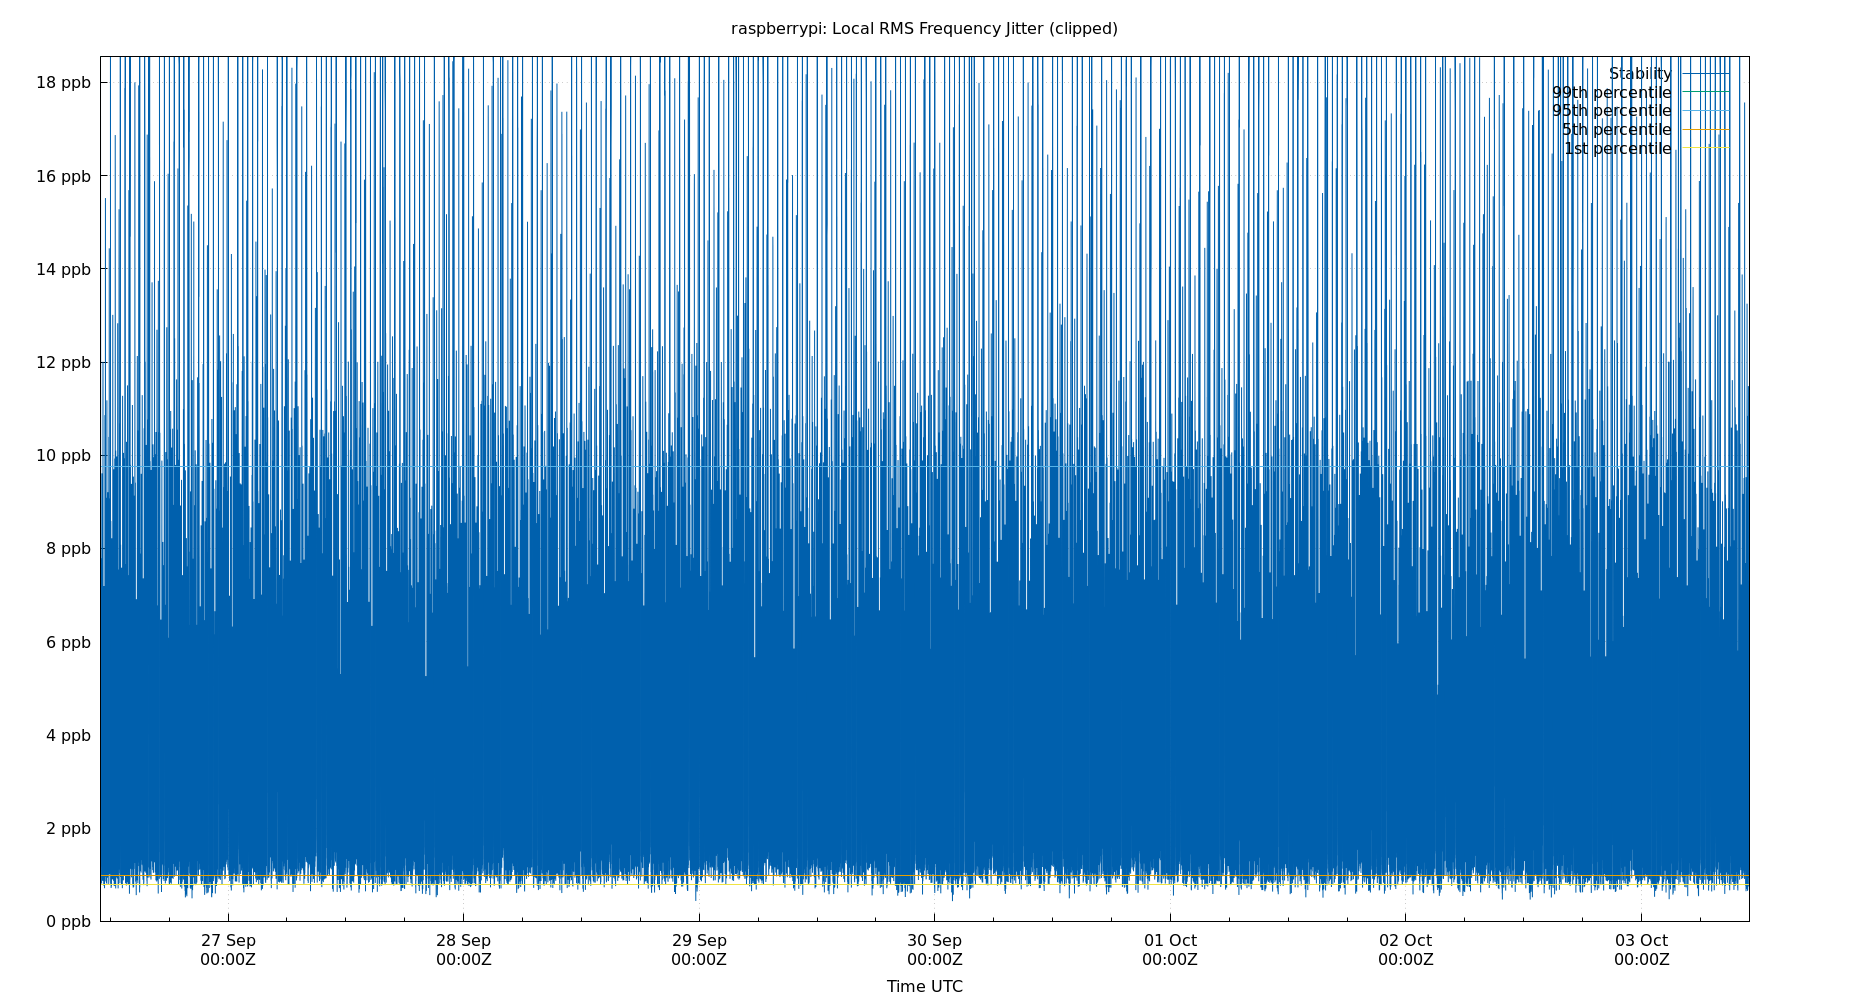 raspberrypi: Local RMS Frequency Jitter (clipped)
18 ppb
16 ppb
14 ppb
12 ppb
10 ppb
8 ppb
6 ppb
4 ppb
2 ppb
0 ppb
Stability
99th percentile
95th percentile
5th percentile
1st percentile
27 Sep
00:00Z
28 Sep
00:00Z
29 Sep
00:00Z
30 Sep
00:00Z
01 Oct
00:00Z
02 Oct
00:00Z
03 Oct
00:00Z
Time UTC